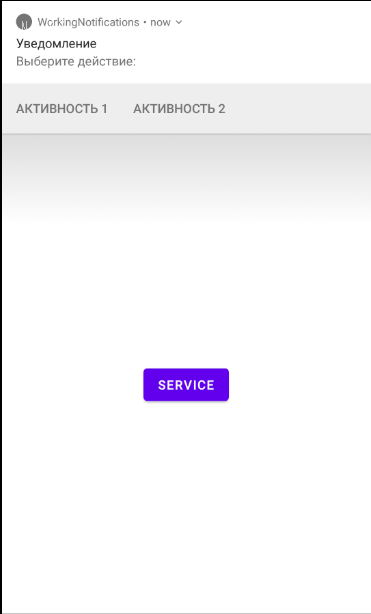 WorkingNotifications • now
Уведомление
Выберите действие:
АКТИВНОСТЬ 1 АКТИВНОСТЬ 2
SERVICE